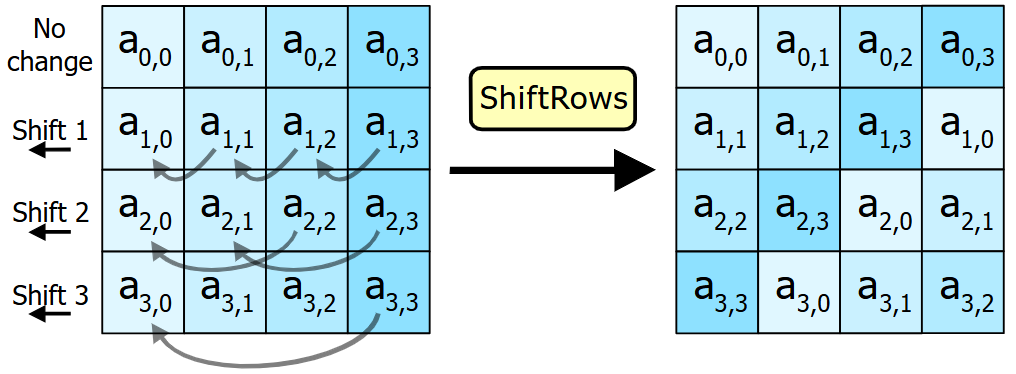 No
change
a0,0 a0,1 a0,2 a0,3
Shift 1
a1,0 a1,1 a1,2 a1,3
Shift 2
a2,0 a2,1 a2,2 a2,3
Shift 3
a3,0 a3,1 a3,2 a3,3
ShiftRows
a0,0 a0,1 a0,2 a0,3
a1,1 a1,2 a1,3 a1,0
a2,2 a2,3 a2,0 a2,1
a3,3 a3,0 a3,1 a3,2